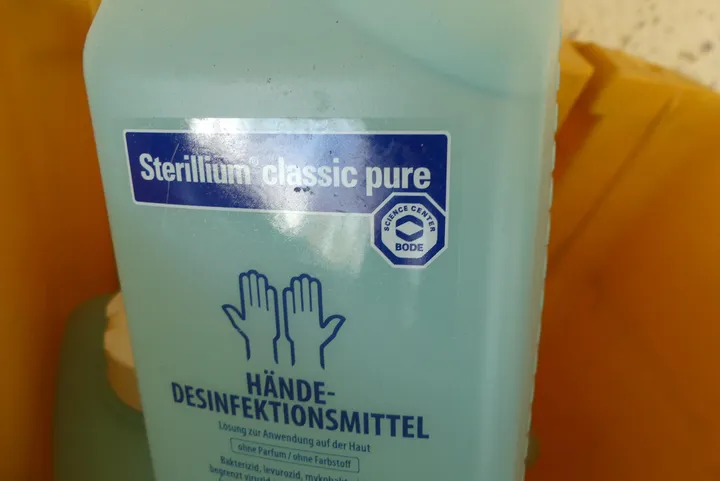 Sterillium® classic pure
SCIENCE CENTER
BODE
HÄNDE-
DESINFEKTIONSMITTEL
Lösung zur Anwendung auf der Haut
ohne Parfum / ohne Farbstoff
Bakterizid, levurozid,
begrenzt